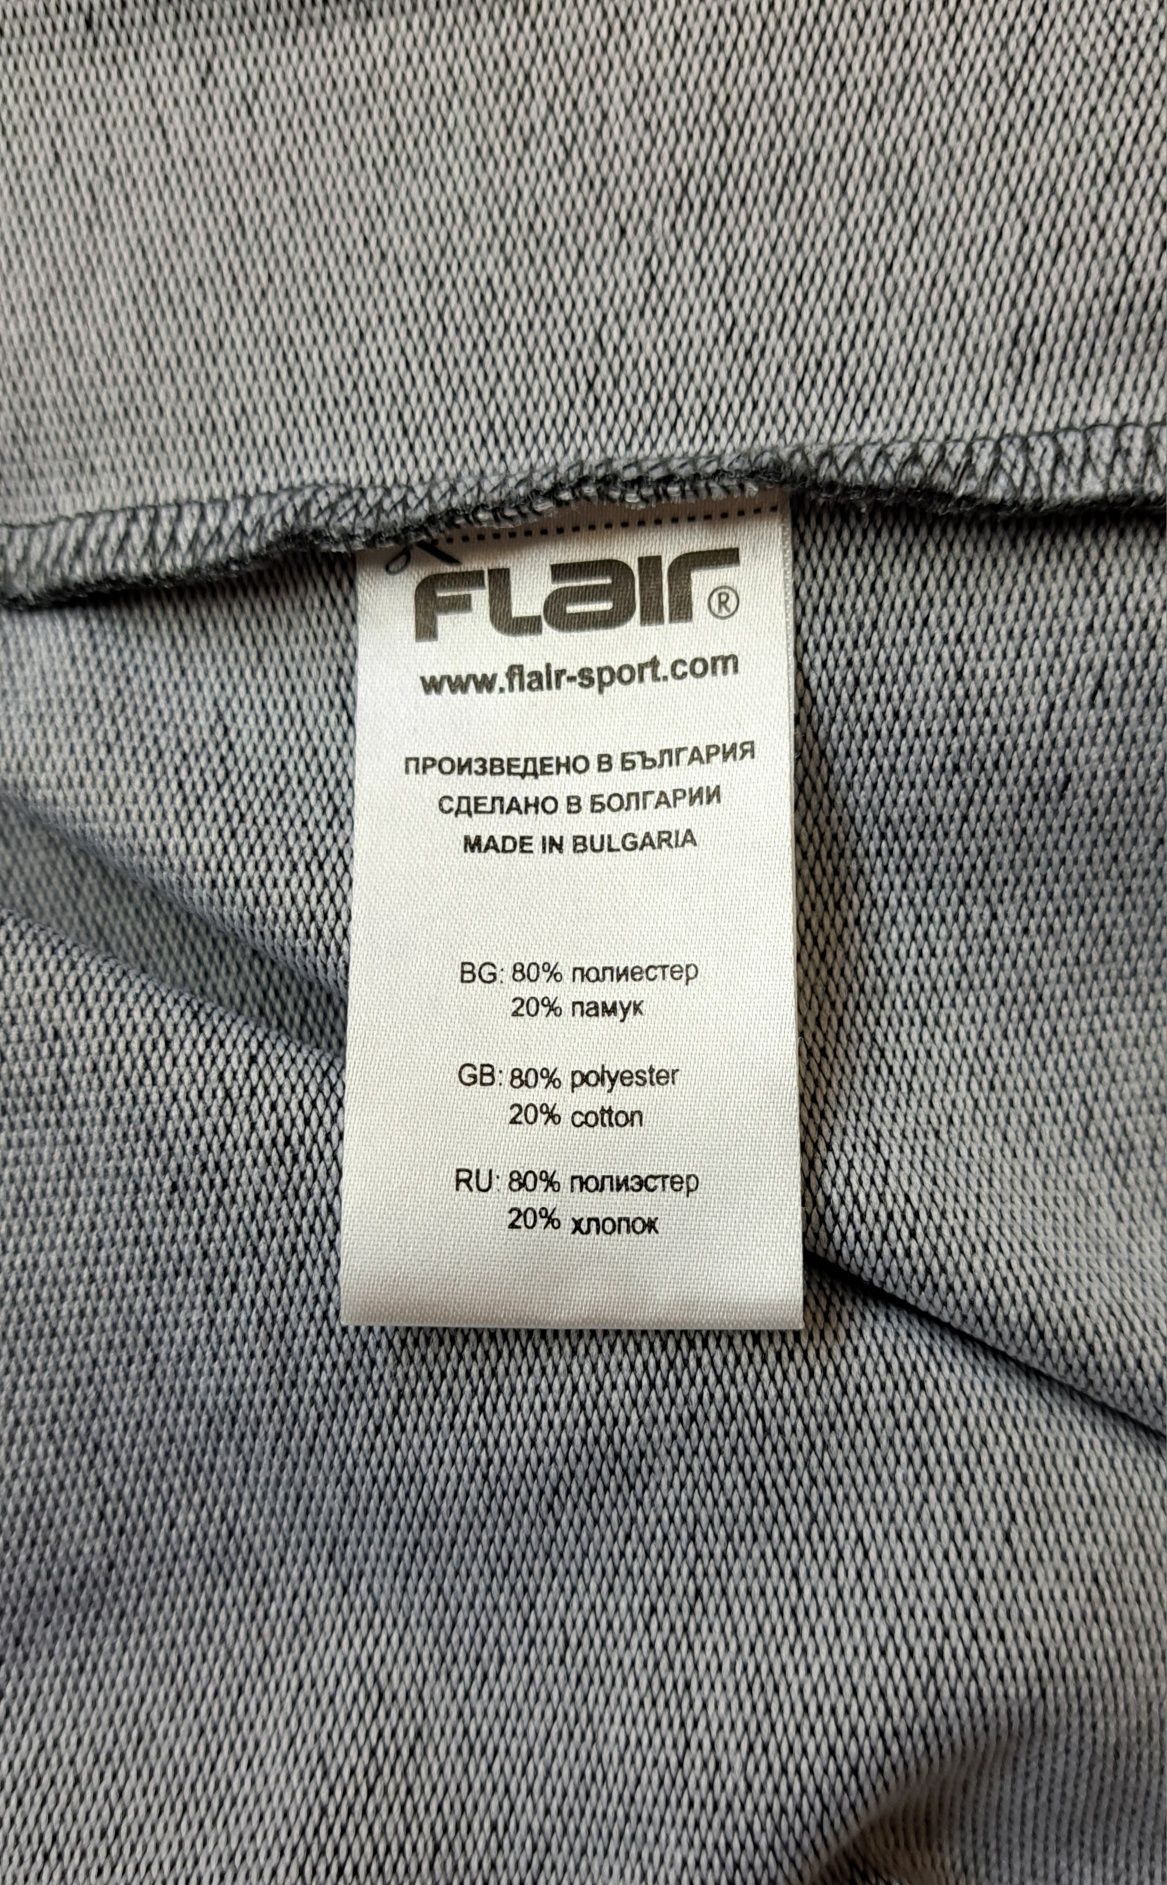 FLaIr®
www.flair-sport.com
ПРОИЗВЕДЕНО В БЪЛГАРИЯ
СДЕЛАНО В БОЛГАРИИ
MADE IN BULGARIA
BG: 80% полиестер
20% памук
GB: 80% polyester
20% cotton
RU: 80% полиэстер
20% хлопок